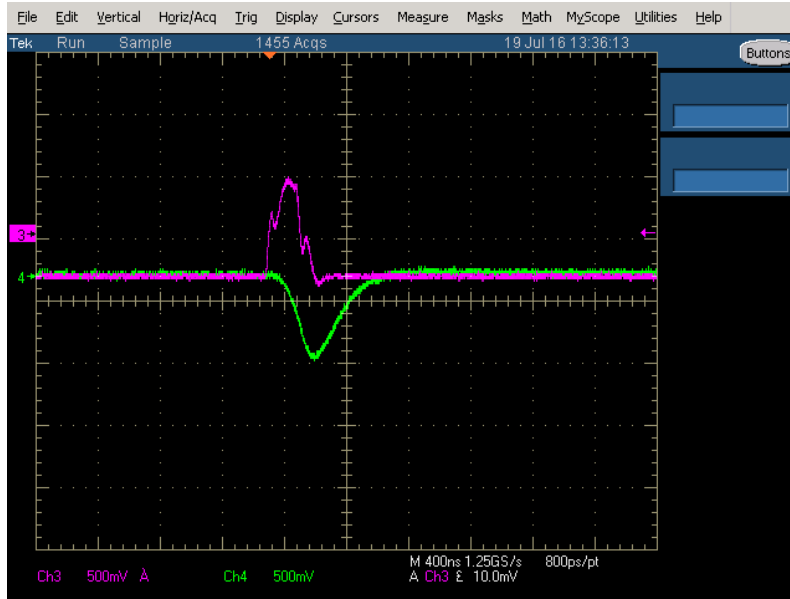 File Edit Vertical Horiz/Acq Trig Display Cursors Measure Masks Math MyScope Utilities Help
Tek Run Sample 1455 Acqs 19 Jul 16 13:36:13
Buttons
3
4
M 400ns 1.25GS/s 800ps/pt
Ch3 500mV À Ch4 500mV A Ch3 £ 10.0mV